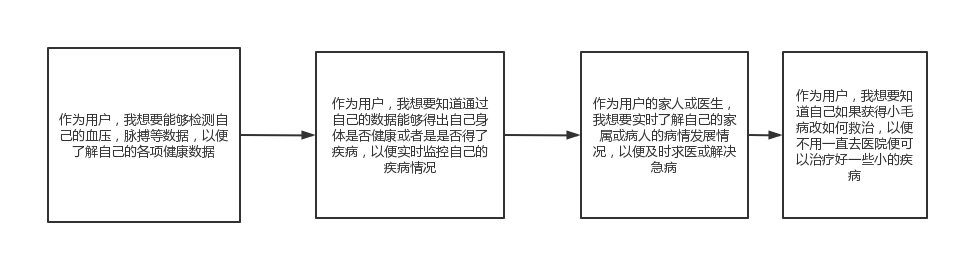 作为用户，我想要能够检测自
己的血压，脉搏等数据，以便
了解自己的各项健康数据
作为用户，我想要知道通过
自己的数据能够得出自己身
体是否健康或者是是否得了
疾病，以便实时监控自己的
疾病情况
作为用户的家人或医生，
我想要实时了解自己的家
属或病人的病情发展情
况，以便及时求医或解决
急病
作为用户，我想要知
道自己如果获得小毛
病改如何救治，以便
不用一直去医院便可
以治疗好一些小的疾
病